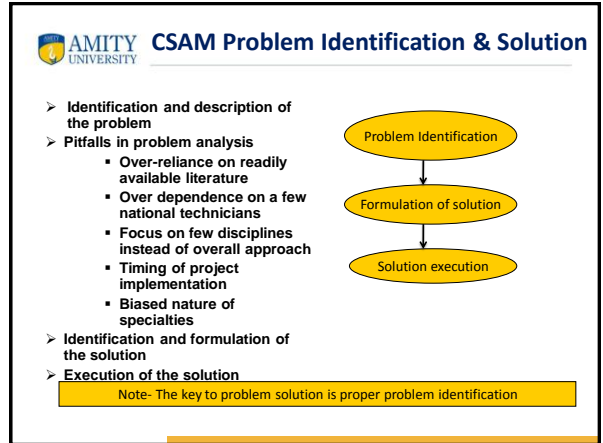 AMITY
UNIVERSITY
CSAM Problem Identification & Solution
➢ Identification and description of
the problem
➢ Pitfalls in problem analysis
▪ Over-reliance on readily
available literature
▪ Over dependence on a few
national technicians
▪ Focus on few disciplines
instead of overall approach
▪ Timing of project
implementation
▪ Biased nature of
specialties
➢ Identification and formulation of
the solution
➢ Execution of the solution
Problem Identification
Formulation of solution
Solution execution
Note- The key to problem solution is proper problem identification